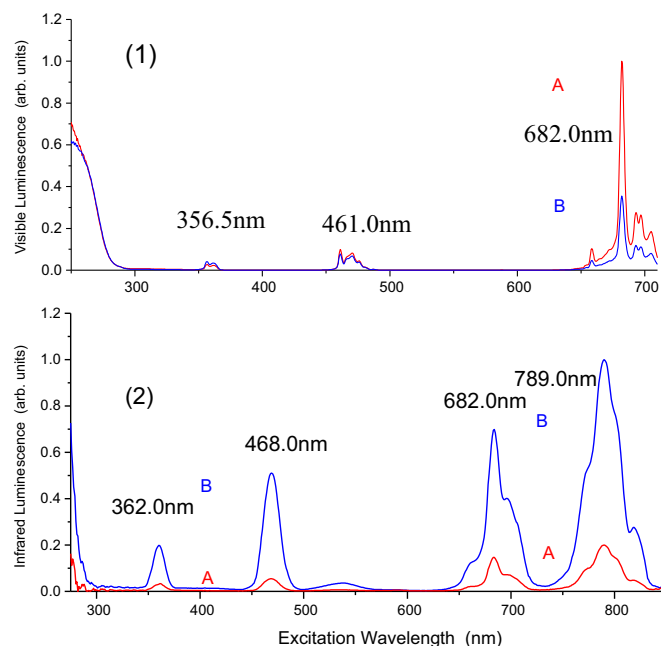 (1)
A
682.0nm
356.5nm
461.0nm
B
Visible Luminescence (arb. units)
1.2
1.0
0.8
0.6
0.4
0.2
0.0
300
400
500
600
700
(2)
789.0nm
682.0nm
B
468.0nm
362.0nm
B
A
A
Infrared Luminescence (arb. units)
1.2
1.0
0.8
0.6
0.4
0.2
0.0
300
400
500
600
700
800
Excitation Wavelength (nm)